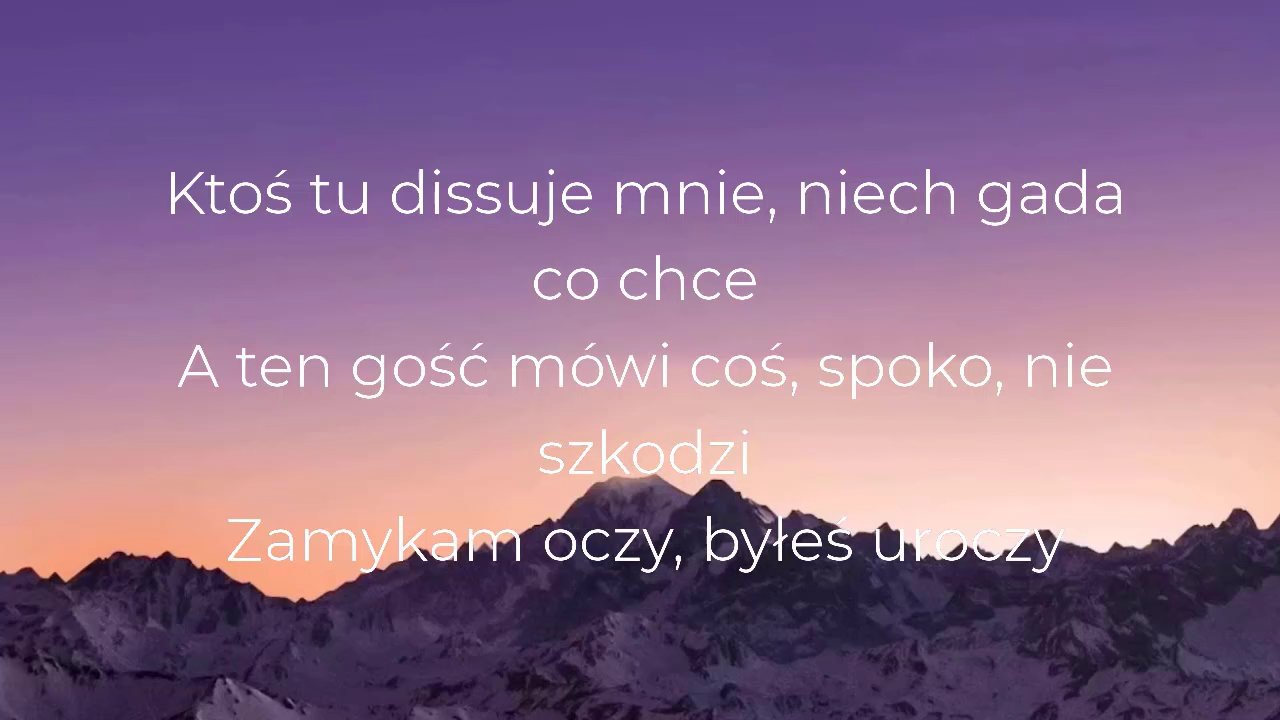 Ktoś tu dissuje mnie, niech gada
co chce
A ten gość mówi coś, spoko, nie
szkodzi
Zamykam oczy, byłeś uroczy